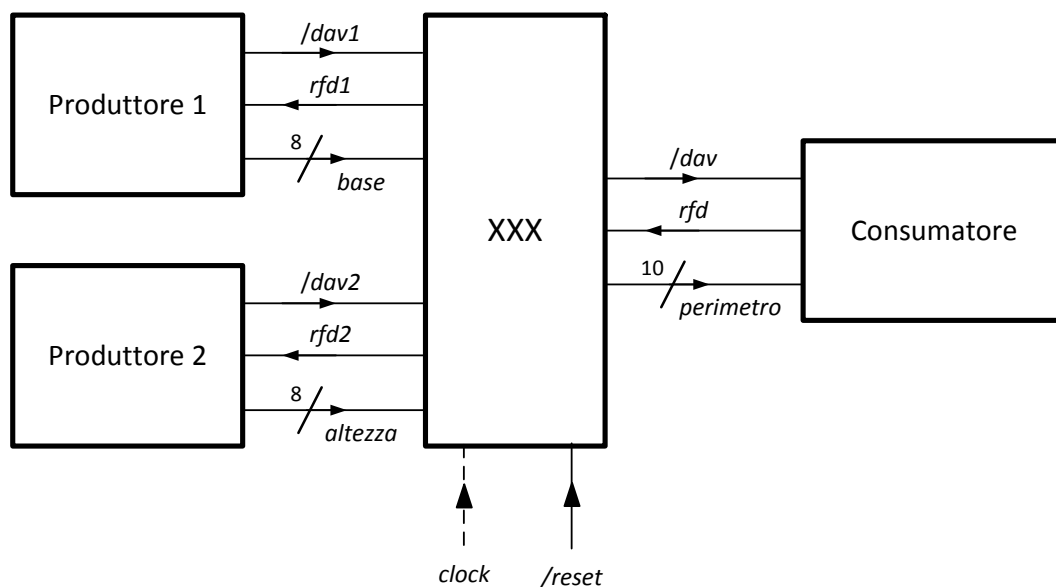 Produttore 1
/dav1
rfd1
8
base
Produttore 2
/dav2
rfd2
8
altezza
XXX
/dav
rfd
10
perimetro
Consumatore
clock
/reset